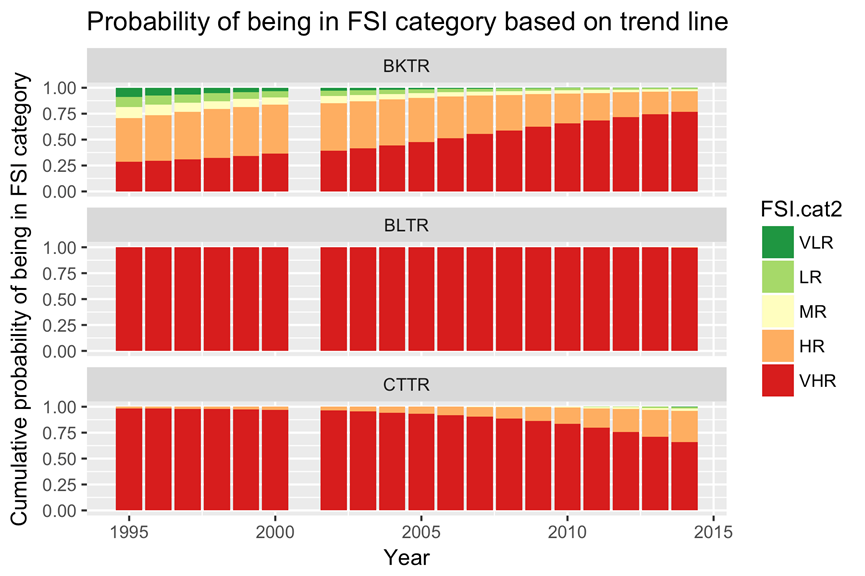 Probability of being in FSI category based on trend line
Cumulative probability of being in FSI category
BKTR
1.00
0.75
0.50
0.25
0.00
BLTR
1.00
0.75
0.50
0.25
0.00
CTTR
1.00
0.75
0.50
0.25
0.00
1995 2000 2005 2010 2015
Year
FSI.cat2
VLR
LR
MR
HR
VHR